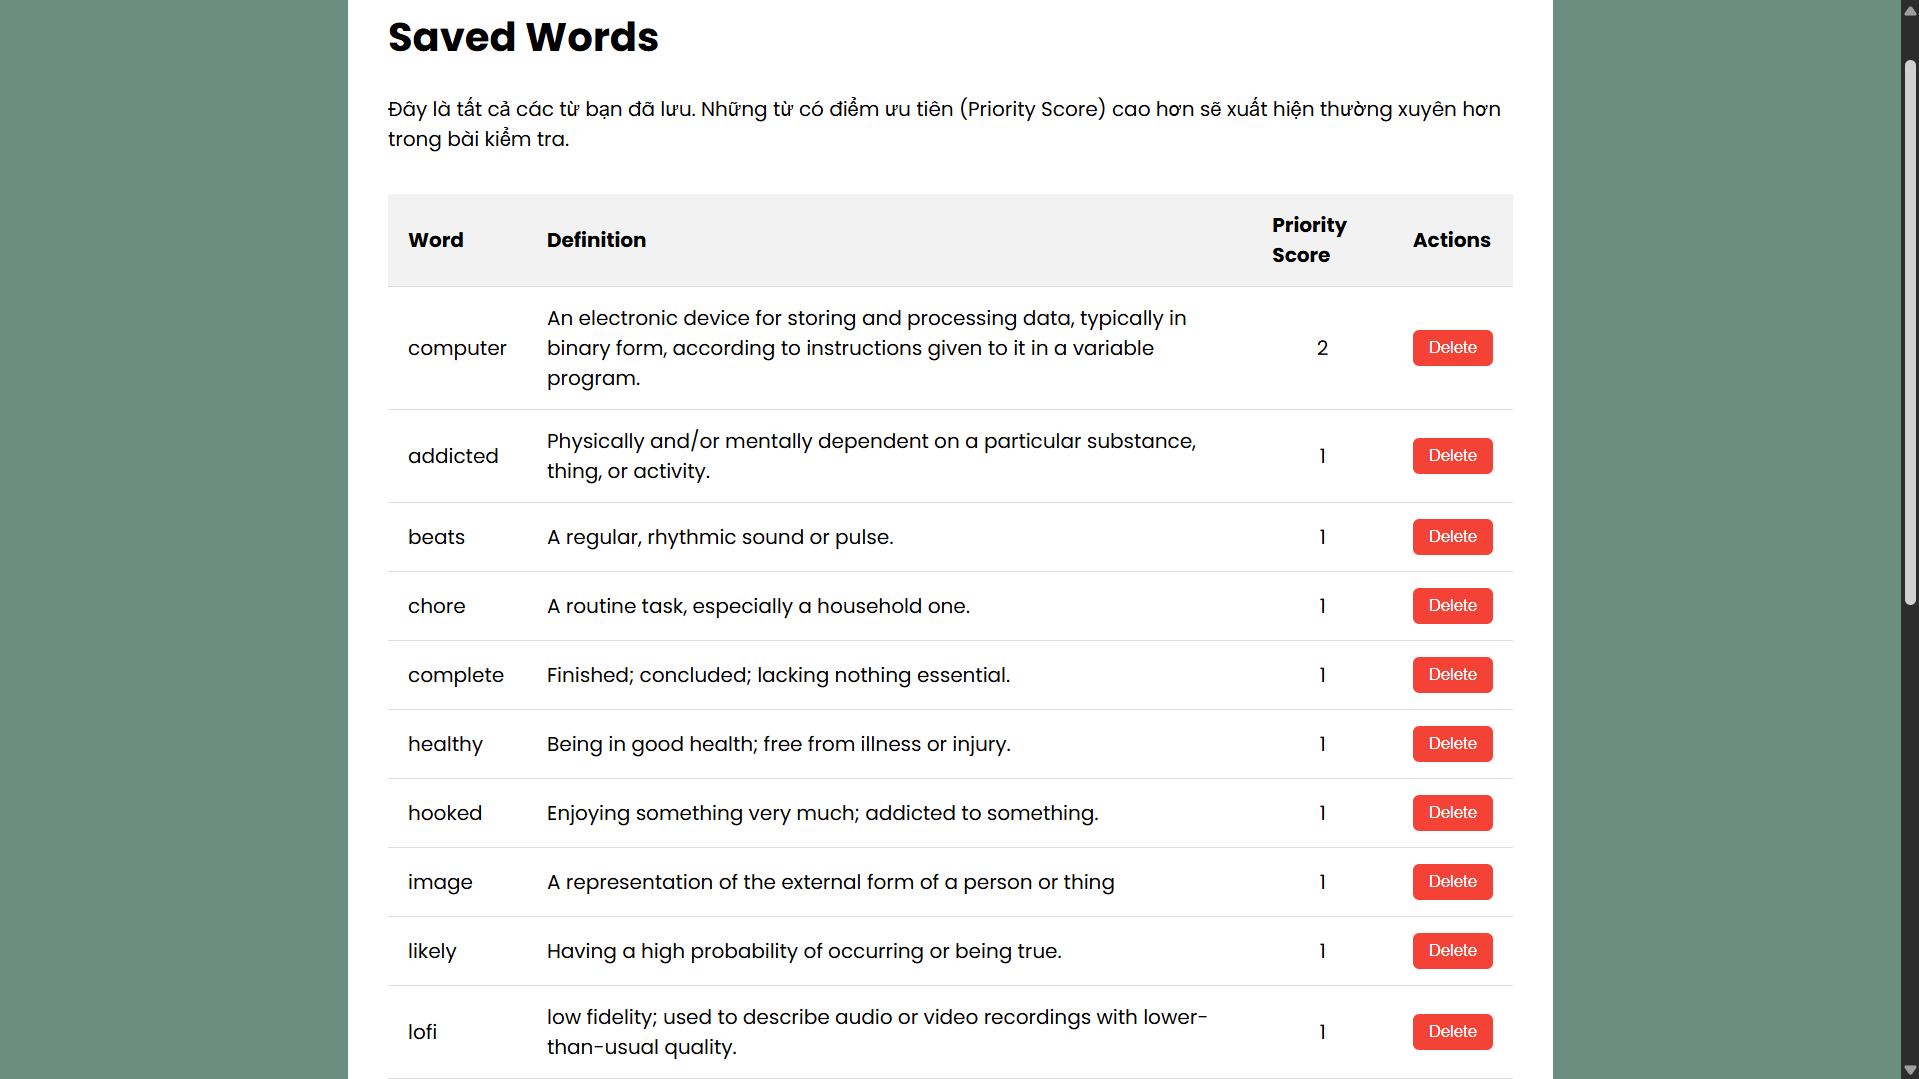 Saved Words
Đây là tất cả các từ bạn đã lưu. Những từ có điểm ưu tiên (Priority Score) cao hơn sẽ xuất hiện thường xuyên hơn
trong bài kiểm tra.
Word Definition Priority Score Actions
computer An electronic device for storing and processing data, typically in
binary form, according to instructions given to it in a variable
program. 2 Delete
addicted Physically and/or mentally dependent on a particular substance,
thing, or activity. 1 Delete
beats A regular, rhythmic sound or pulse. 1 Delete
chore A routine task, especially a household one. 1 Delete
complete Finished; concluded; lacking nothing essential. 1 Delete
healthy Being in good health; free from illness or injury. 1 Delete
hooked Enjoying something very much; addicted to something. 1 Delete
image A representation of the external form of a person or thing 1 Delete
likely Having a high probability of occurring or being true. 1 Delete
lofi low fidelity; used to describe audio or video recordings with lower-
than-usual quality. 1 Delete